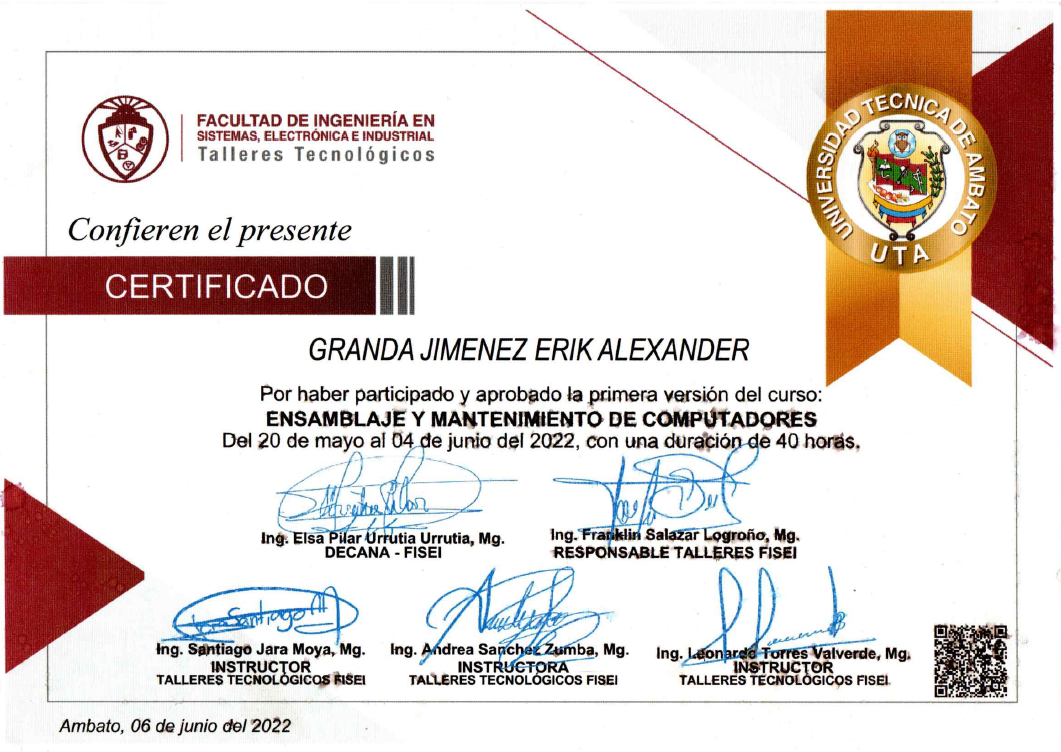 FACULTAD DE INGENIERÍA EN
SISTEMAS, ELECTRÓNICA E INDUSTRIAL
Talleres Tecnológicos
UNIVERSIDAD TECNICA DE AMBATO
UTA
Confieren el presente
CERTIFICADO
GRANDA JIMENEZ ERIK ALEXANDER
Por haber participado y aprobado la primera versión del curso:
ENSAMBLAJE Y MANTENIMIENTO DE COMPUTADORES
Del 20 de mayo al 04 de junio del 2022, con una duración de 40 horas.
Ing. Elsa Pilar Urrutia Urrutia, Mg.
DECANA - FISEI
Ing. Franklin Salazar Logroño, Mg.
RESPONSABLE TALLERES FISEI
Ing. Santiago Jara Moya, Mg.
INSTRUCTOR
TALLERES TECNOLÓGICOS FISEI
Ing. Andrea Sanchez Zumba, Mg.
INSTRUCTORA
TALLERES TECNOLÓGICOS FISEI
Ing. Leonardo Torres Valverde, Mg.
INSTRUCTOR
TALLERES TECNOLÓGICOS FISEI
Ambato, 06 de junio del 2022